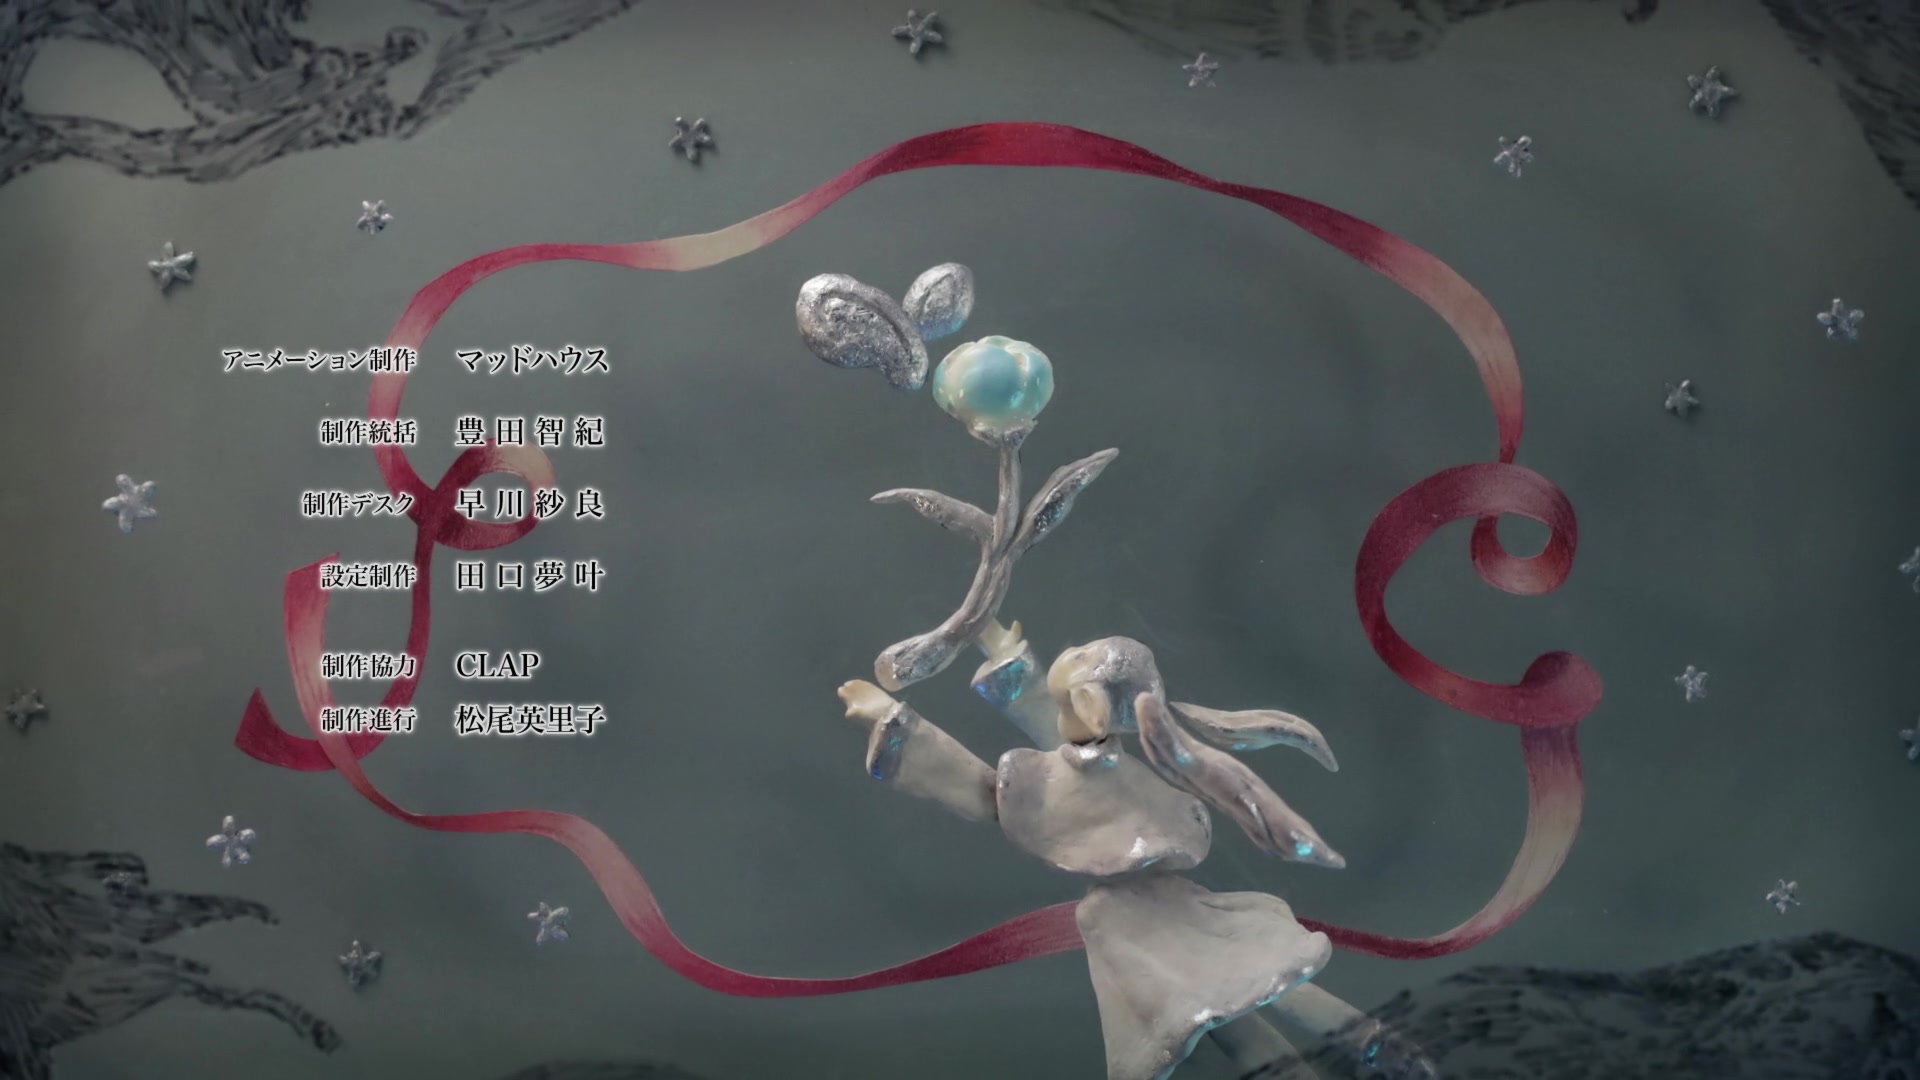 アニメーション制作 マッドハウス
制作統括 豊田智紀
制作デスク 早川紗良
設定制作 田口夢叶
制作協力 CLAP
制作進行 松尾英里子